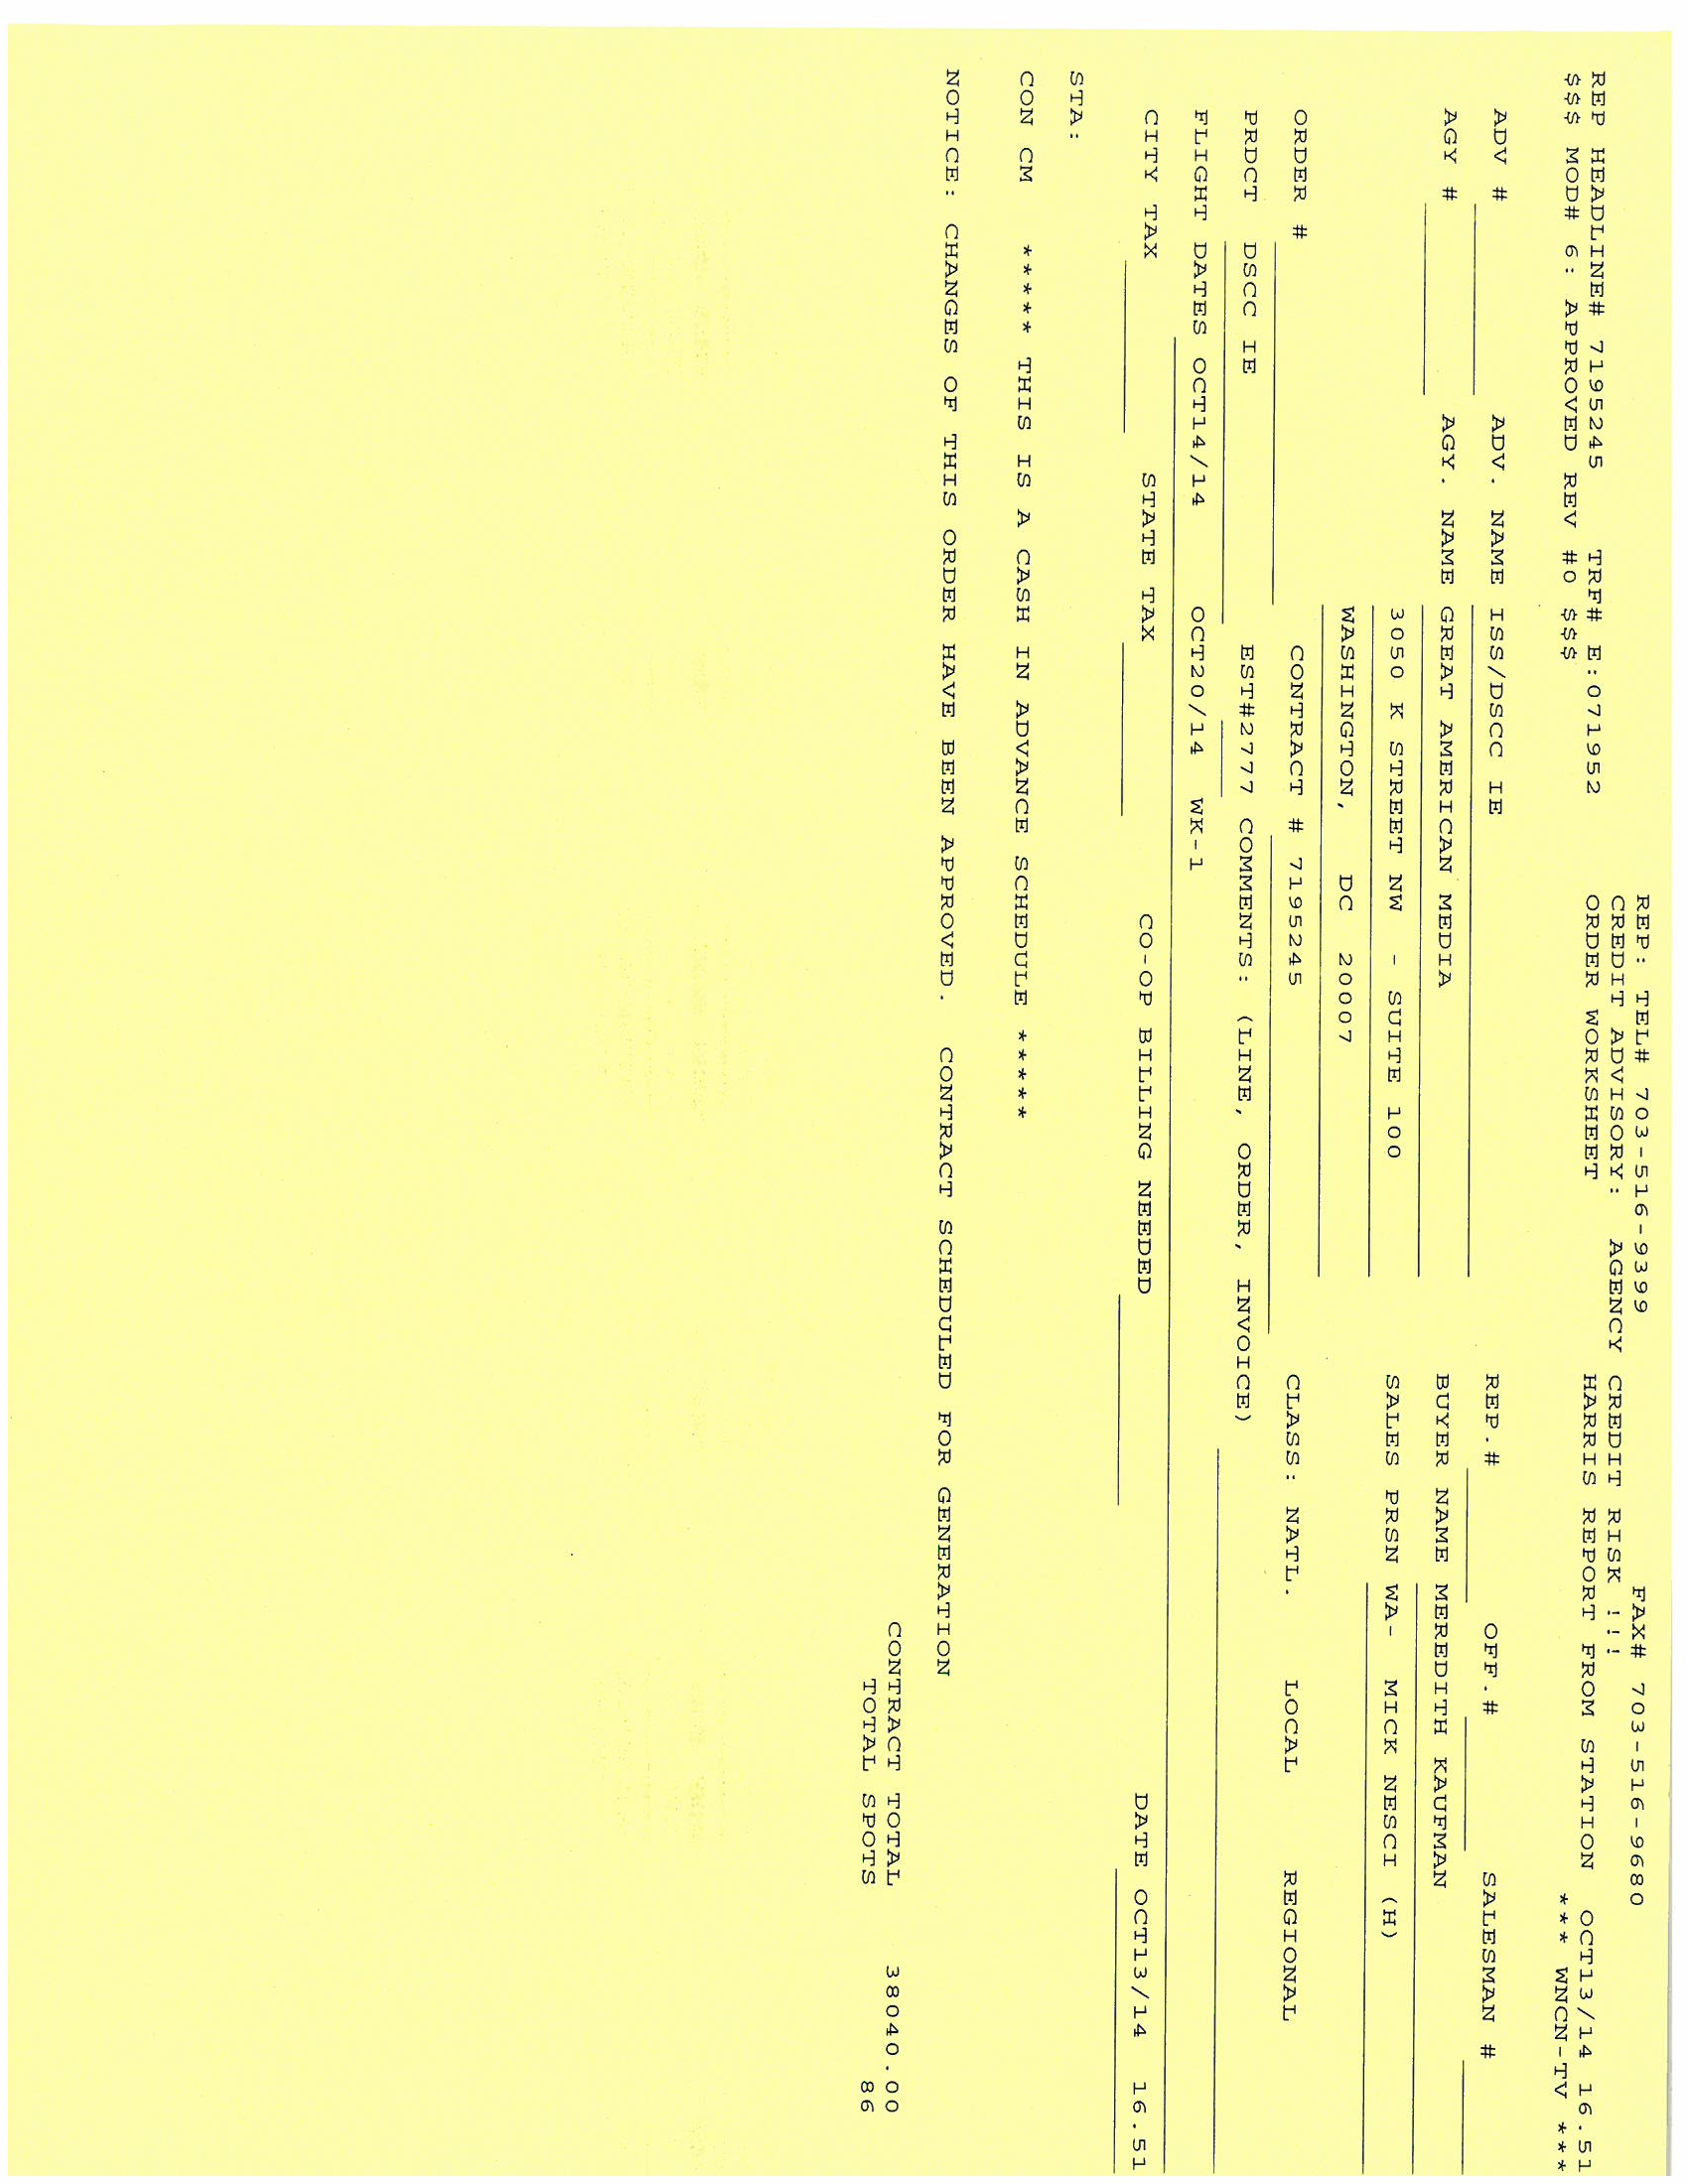 REP: TEL# 703-516-9399 FAX# 703-516-9680
CREDIT ADVISORY: AGENCY CREDIT RISK !!!
REP HEADLINE# 7195245 TRF# E:071952 ORDER WORKSHEET HARRIS REPORT FROM STATION OCT13/14 16.51
$$$ MOD# 6: APPROVED REV #0 $$$ *** WNCN-TV ***
ADV # ADV. NAME ISS/DSCC IE REP.# OFF.# SALESMAN #
AGY # AGY. NAME GREAT AMERICAN MEDIA BUYER NAME MEREDITH KAUFMAN
3050 K STREET NW - SUITE 100 SALES PRSN WA- MICK NESCI (H)
WASHINGTON, DC 20007
ORDER # CONTRACT # 7195245 CLASS: NATL. LOCAL REGIONAL
PRDCT DSCC IE EST#2777 COMMENTS: (LINE, ORDER, INVOICE)
FLIGHT DATES OCT14/14 OCT20/14 WK-1
CITY TAX STATE TAX CO-OP BILLING NEEDED DATE OCT13/14 16.51
STA:
CON CM ***** THIS IS A CASH IN ADVANCE SCHEDULE *****
NOTICE: CHANGES OF THIS ORDER HAVE BEEN APPROVED. CONTRACT SCHEDULED FOR GENERATION
CONTRACT TOTAL 38040.00
TOTAL SPOTS 86